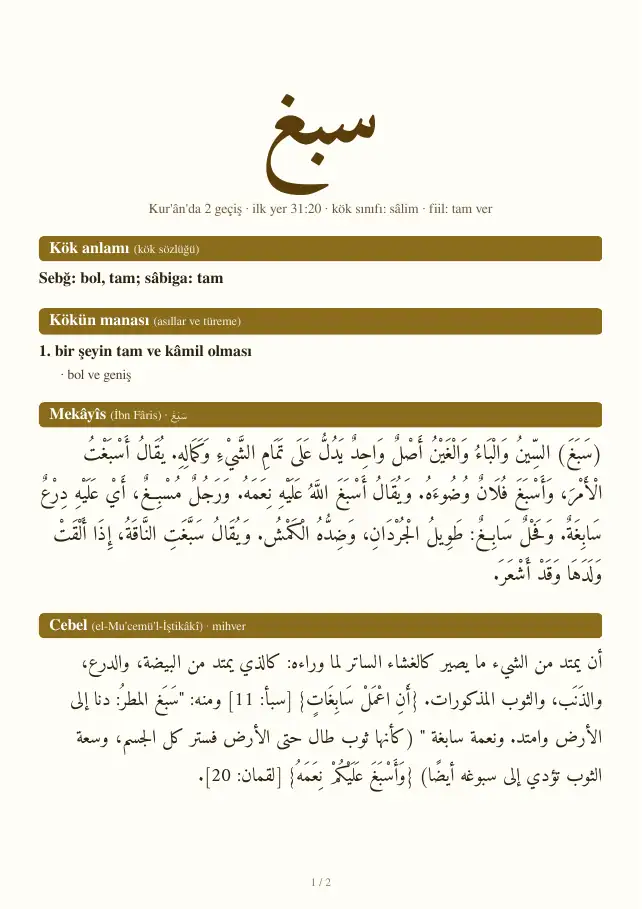 سبغ
Kur'ân'da 2 geçiş · ilk yer 31:20 · kök sınıfı: sâlim · fiil: tam ver
Kök anlamı (kök sözlüğü)
Sebğ: bol, tam; sâbiga: tam
Kökün manası (asıllar ve türeme)
1. bir şeyin tam ve kâmil olması
· bol ve geniş
Mekâyîs (İbn Fâris) · سَبَغَ
(سَبَغَ) السِّينُ وَالْبَاءُ وَالْغَيْنُ أَصْلٌ وَاحِدٌ يَدُلُّ عَلَى تَمَامِ الشَّيْءِ وَكَمَالِهِ. يُقَالُ أَسْبَغْتُ
الْأَمْرَ، وَأَسْبَغَ فُلَانٌ وُضُوءَهُ. وَيُقَالُ أَسْبَغَ اللَّهُ عَلَيْهِ نِعَمَهُ. وَرَجُلٌ مُسْبِغٌ، أَيْ عَلَيْهِ دِرْعٌ
سَابِغَةٌ. وَفَحْلٌ سَابِغٌ: طَوِيلُ الْجُرْدَانِ، وَضِدُّهُ الْكَمْشُ. وَيُقَالُ سَبَّغَتِ النَّاقَةُ، إِذَا أَلْقَتْ
وَلَدَهَا وَقَدْ أَشْعَرَ.
Cebel (el-Mu'cemü'l-İştikâkî) · mihver
أن يمتد من الشيء ما يصير كالغشاء الساتر لما وراءه: كالذي يمتد من البيضة، والدرع،
والذَنَب، والثوب المذكورات. {أَنِ اعْمَلْ سَابِغَاتٍ} [سبأ: 11] ومنه: "سَبَغ المطرُ: دنا إلى
الأرض وامتد. ونعمة سابغة " (كأنها ثوب طال حتى الأرض فستر كل الجسم، وسعة
الثوب تؤدي إلى سبوغه أيضًا) {وَأَسْبَغَ عَلَيْكُمْ نِعَمَهُ} [لقمان: 20].
1 / 2